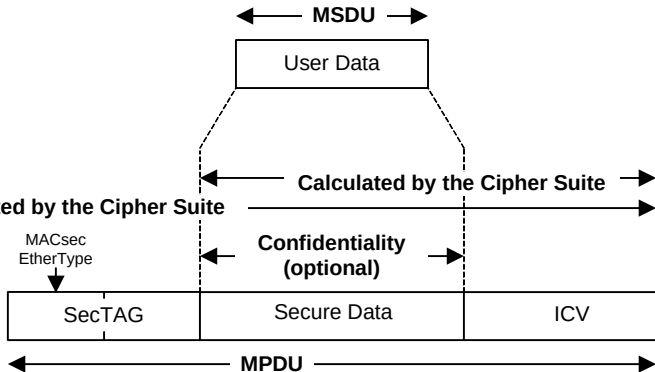 MSDU
User Data
Calculated by the Cipher Suite
ted by the Cipher Suite
MACsec
EtherType
Confidentiality
(optional)
SecTAG
Secure Data
ICV
MPDU